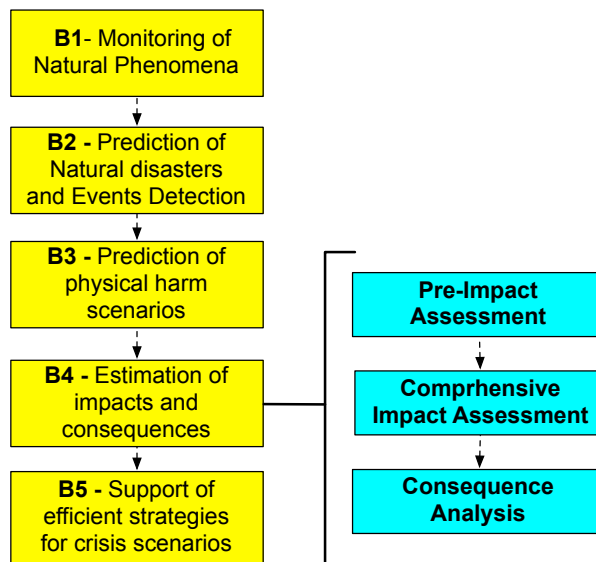 B1- Monitoring of
Natural Phenomena
B2 - Prediction of
Natural disasters
and Events Detection
B3 - Prediction of
physical harm
scenarios
B4 - Estimation of
impacts and
consequences
B5 - Support of
efficient strategies
for crisis scenarios
Pre-Impact
Assessment
Comprhensive
Impact Assessment
Consequence
Analysis